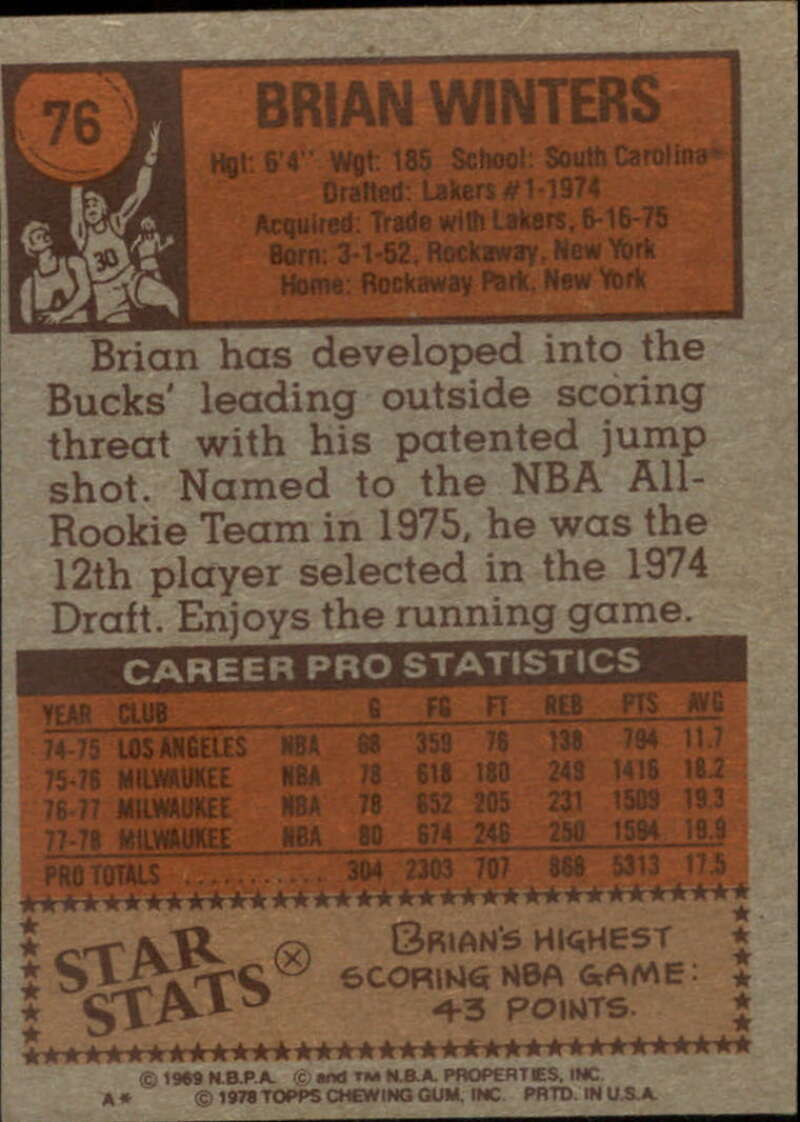 76
BRIAN WINTERS
Hgt: 6'4" Wgt: 185 School: South Carolina
Drafted: Lakers #1-1974
Acquired: Trade with Lakers, 6-16-75
Born: 3-1-52, Rockaway, New York
Home: Rockaway Park, New York
30
Brian has developed into the
Bucks' leading outside scoring
threat with his patented jump
shot. Named to the NBA All-
Rookie Team in 1975, he was the
12th player selected in the 1974
Draft. Enjoys the running game.
CAREER PRO STATISTICS
YEAR CLUB G FG FT REB PTS AVG
74-75 LOS ANGELES NBA 68 359 76 138 794 11.7
75-76 MILWAUKEE NBA 78 618 180 249 1416 18.2
76-77 MILWAUKEE NBA 78 652 205 231 1509 19.3
77-78 MILWAUKEE NBA 80 674 246 250 1594 19.9
PRO TOTALS ........... 304 2303 707 868 5313 17.5
STAR STATS
BRIAN'S HIGHEST
SCORING NBA GAME:
43 POINTS.
© 1969 N.B.P.A. © and TM N.B.A. PROPERTIES, INC.
A* © 1978 TOPPS CHEWING GUM, INC. PRTD. IN U.S.A.